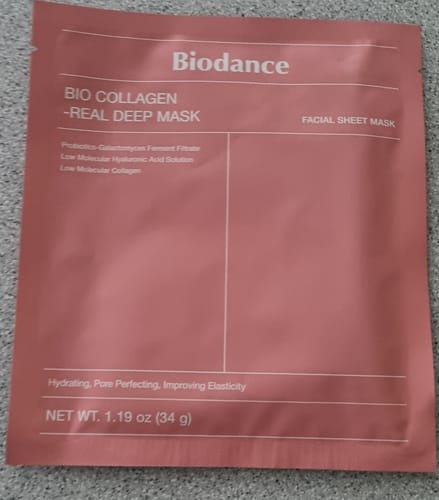 Biodance
BIO COLLAGEN
-REAL DEEP MASK
FACIAL SHEET MASK
Probiotics-Galactomyces Ferment Filtrate
Low Molecular Hyaluronic Acid Solution
Low Molecular Collagen
Hydrating, Pore Perfecting, Improving Elasticity
NET WT. 1.19 oz (34 g)